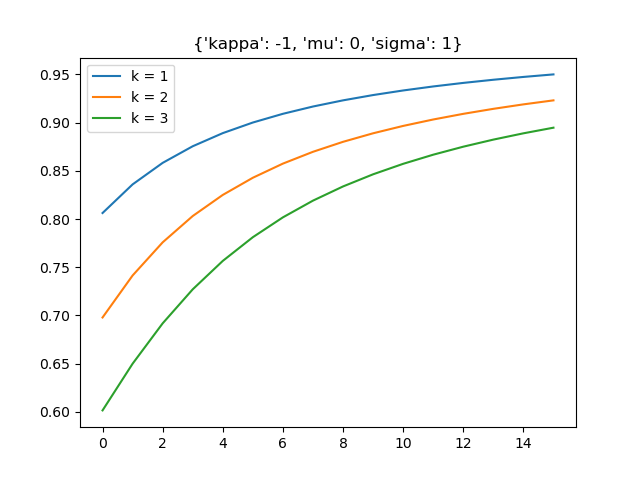 {'kappa': -1, 'mu': 0, 'sigma': 1}
k = 1
k = 2
k = 3
0.95
0.90
0.85
0.80
0.75
0.70
0.65
0.60
0 2 4 6 8 10 12 14